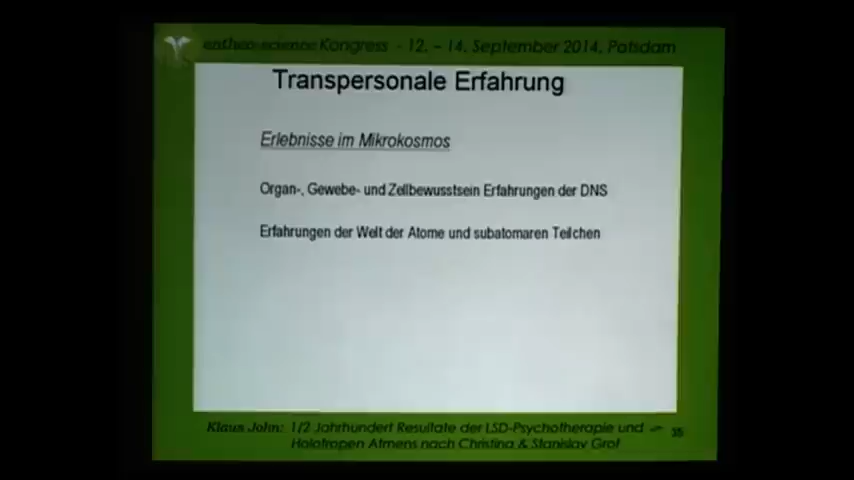 entheo-science Kongress - 12. – 14. September 2014, Potsdam
Transpersonale Erfahrung
Erlebnisse im Mikrokosmos
Organ-, Gewebe- und Zellbewusstsein Erfahrungen der DNS
Erfahrungen der Welt der Atome und subatomaren Teilchen
Klaus John: 1/2 Jahrhundert Resultate der LSD-Psychotherapie und
Holotropen Atmens nach Christina & Stanislav Grof
35